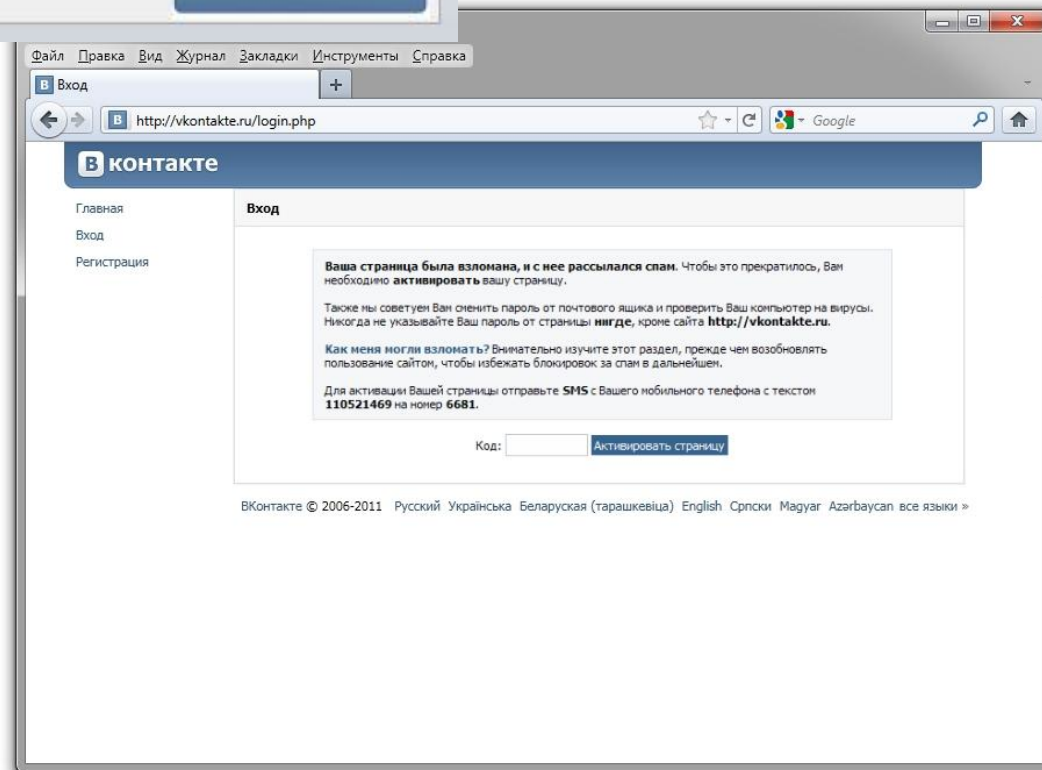 Файл Правка Вид Журнал Закладки Инструменты Справка
В Вход
+
В http://vkontakte.ru/login.php
Google
В контакте
Главная
Вход
Регистрация
Вход
Ваша страница была взломана, и с нее рассылался спам. Чтобы это прекратилось, Вам
необходимо активировать вашу страницу.
Также мы советуем Вам сменить пароль от почтового ящика и проверить Ваш компьютер на вирусы.
Никогда не указывайте Ваш пароль от страницы нигде, кроме сайта http://vkontakte.ru.
Как меня могли взломать? Внимательно изучите этот раздел, прежде чем возобновлять
пользование сайтом, чтобы избежать блокировок за спам в дальнейшем.
Для активации Вашей страницы отправьте SMS с Вашего мобильного телефона с текстом
110521469 на номер 6681.
Код: Активировать страницу
ВКонтакте © 2006-2011 Русский Українська Беларуская (тарашкевіца) English Српски Magyar Azərbaycan все языки »